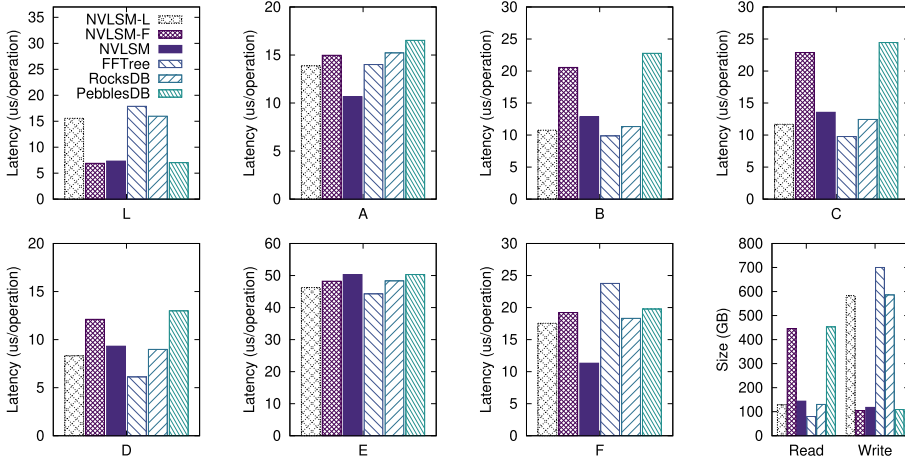 Latency (us/operation)
35
30
25
20
15
10
5
0
NVLSM-L
NVLSM-F
NVLSM
FFTree
RocksDB
PebblesDB
L
Latency (us/operation)
20
15
10
5
0
A
Latency (us/operation)
30
25
20
15
10
5
0
B
Latency (us/operation)
30
25
20
15
10
5
0
C
Latency (us/operation)
20
15
10
5
0
D
Latency (us/operation)
60
50
40
30
20
10
0
E
Latency (us/operation)
30
25
20
15
10
5
0
F
Size (GB)
800
700
600
500
400
300
200
100
0
Read Write